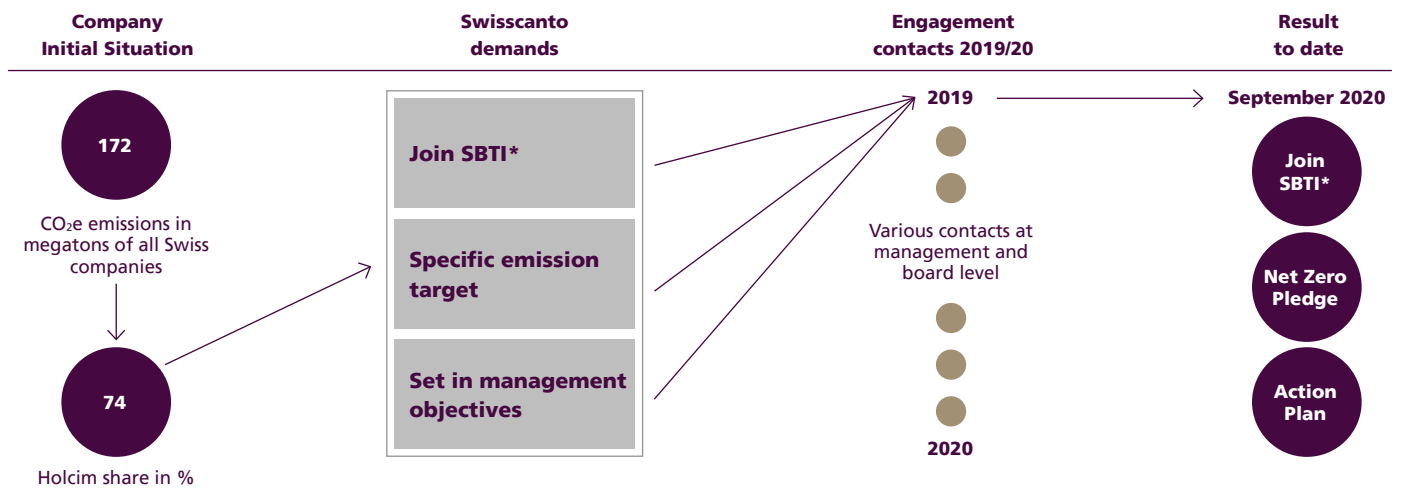 Company
Initial Situation
Swisscanto
demands
Engagement
contacts 2019/20
Result
to date
172
CO₂e emissions in
megatons of all Swiss
companies
74
Holcim share in %
Join SBTI*
Specific emission
target
Set in management
objectives
2019
Various contacts at
management and
board level
2020
September 2020
Join
SBTI*
Net Zero
Pledge
Action
Plan